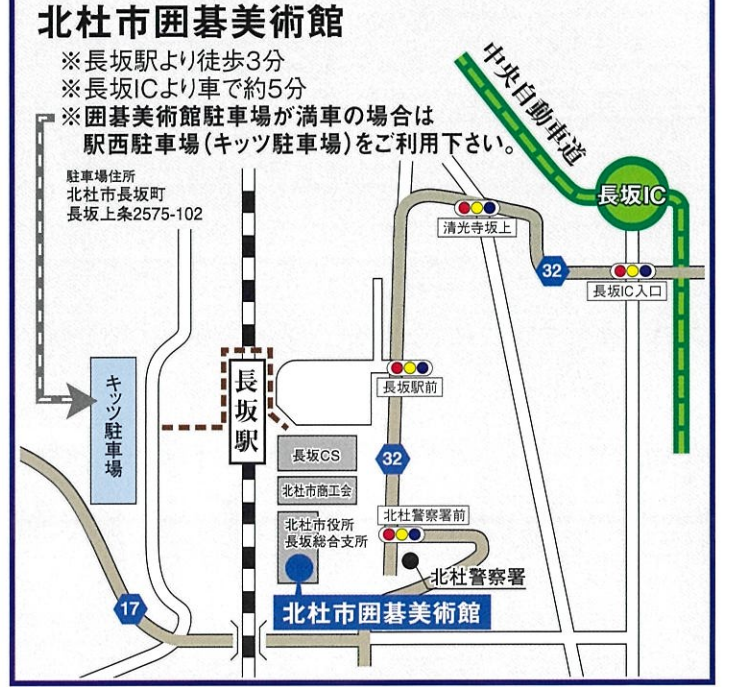 北杜市囲碁美術館
※長坂駅より徒歩3分
※長坂ICより車で約5分
※囲碁美術館駐車場が満車の場合は
駅西駐車場(キッツ駐車場)をご利用下さい。
駐車場住所
北杜市長坂町
長坂上条2575-102
中央自動車道
長坂IC
清光寺坂上
32
長坂IC入口
キッツ駐車場
長坂駅
長坂駅前
長坂CS
32
北杜市商工会
北杜市役所
長坂総合支所
北杜警察署前
北杜警察署
17
北杜市囲碁美術館